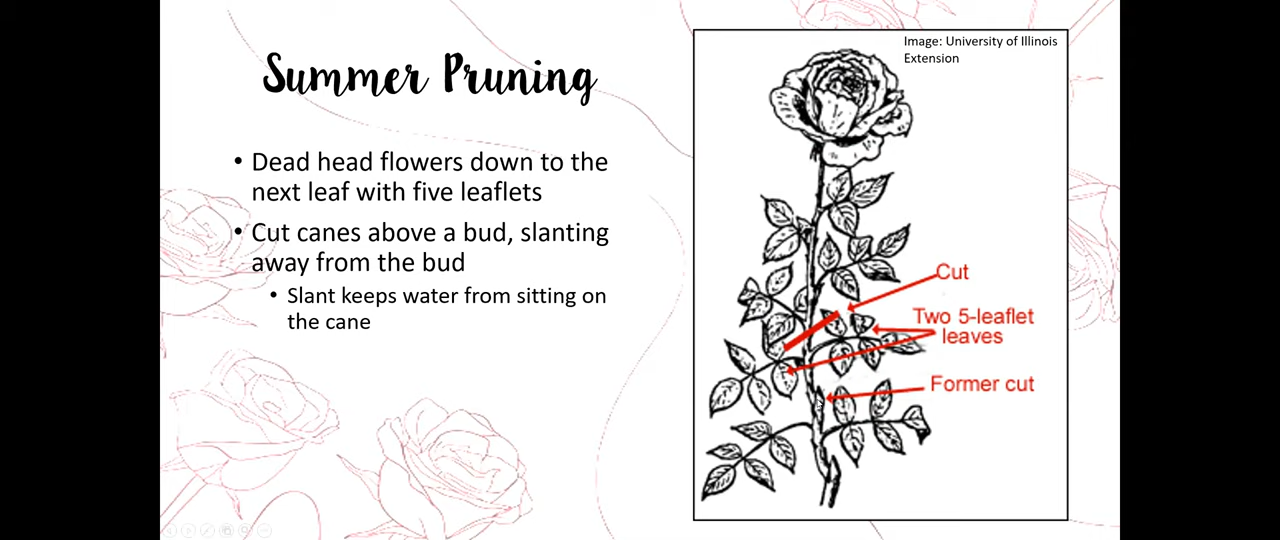 Summer Pruning
• Dead head flowers down to the
next leaf with five leaflets
• Cut canes above a bud, slanting
away from the bud
• Slant keeps water from sitting on
the cane
Image: University of Illinois
Extension
Cut
Two 5-leaflet
leaves
Former cut